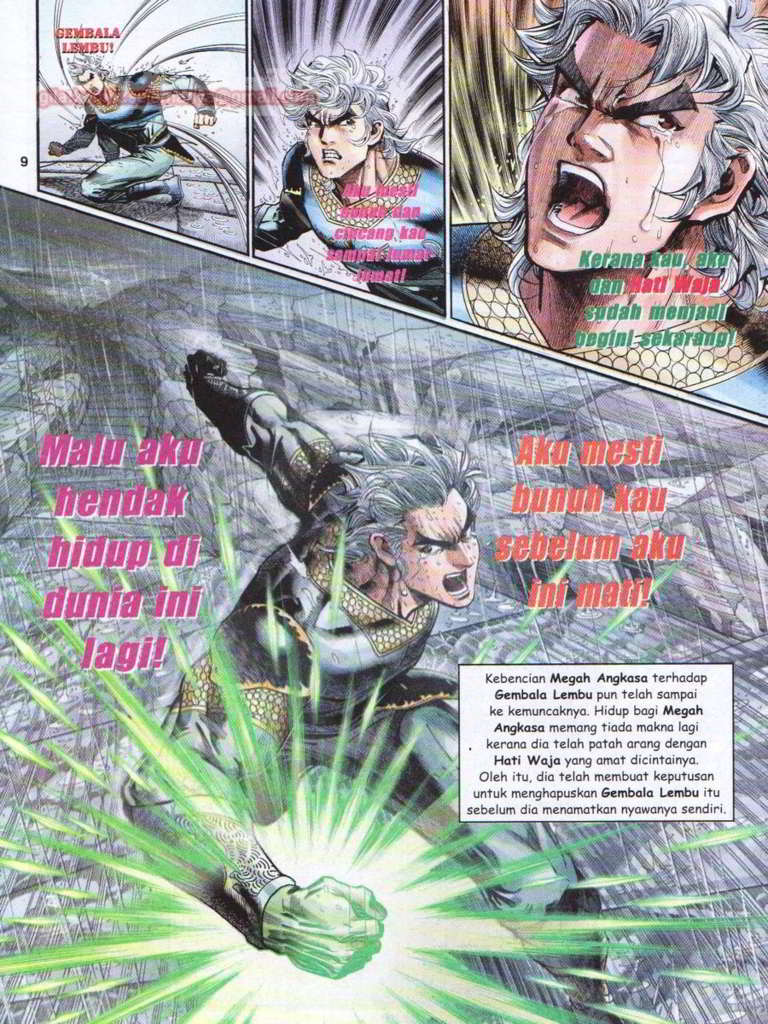 GEMBALA
LEMBU!
9
Aku mesti
bunuh dan
cincang kau
sampai lumat-
lumat!
Kerana kau, aku
dan Hati Waja
sudah menjadi
begini sekarang!
Malu aku
hendak
hidup di
dunia ini
lagi!
Aku mesti
bunuh kau
sebelum aku
ini mati!
Kebencian Megah Angkasa terhadap
Gembala Lembu pun telah sampai
ke kemuncaknya. Hidup bagi Megah
Angkasa memang tiada makna lagi
kerana dia telah patah arang dengan
Hati Waja yang amat dicintainya.
Oleh itu, dia telah membuat keputusan
untuk menghapuskan Gembala Lembu itu
sebelum dia menamatkan nyawanya sendiri.